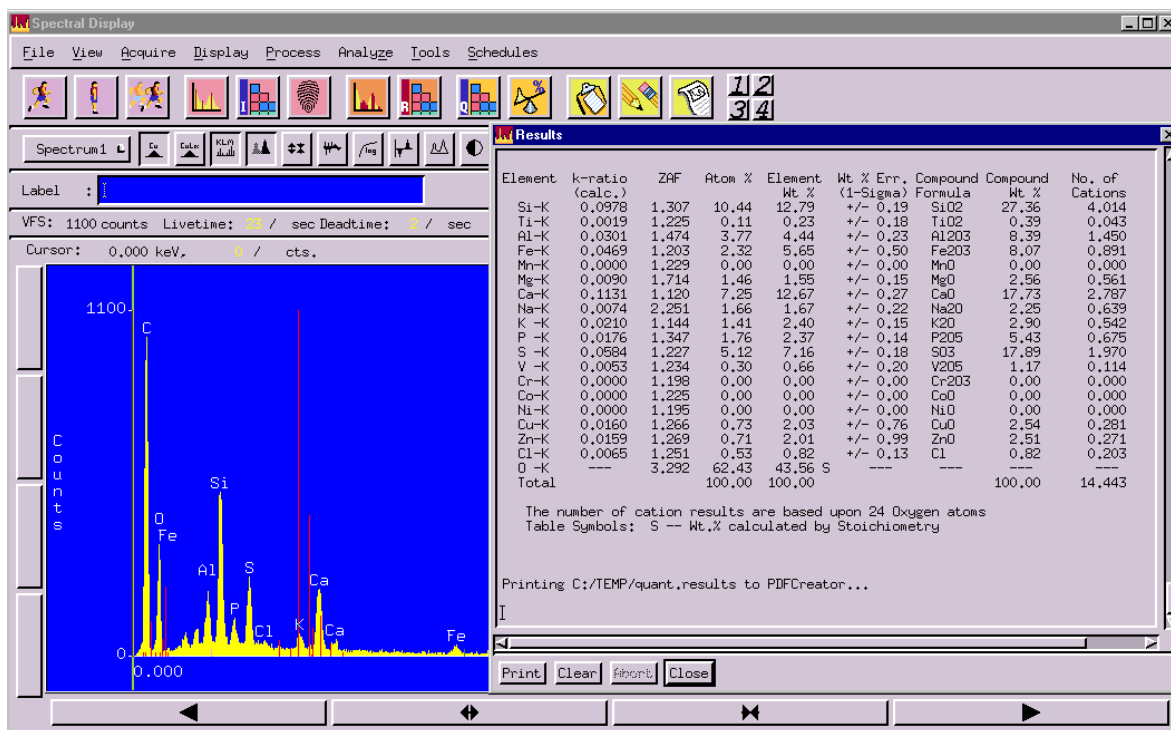 Spectral Display
File View Acquire Display Process Analyze Tools Schedules
I R Q % 1 2
3 4
Spectrum1 L Cu CuLα KLM log
Label :
VFS: 1100 counts Livetime: 23 / sec Deadtime: 2 / sec
Cursor: 0.000 keV, 0 / cts.
1100
C
O
Fe
Al
Si
P
S
Cl
K
Ca
Ca
Fe
Counts
0
0.000
Results
Element k-ratio ZAF Atom % Element Wt % Err. Compound Compound No. of
(calc.) Wt % (1-Sigma) Formula Wt % Cations
Si-K 0.0978 1.307 10.44 12.79 +/- 0.19 SiO2 27.36 4.014
Ti-K 0.0019 1.225 0.11 0.23 +/- 0.18 TiO2 0.39 0.043
Al-K 0.0301 1.474 3.77 4.44 +/- 0.23 Al2O3 8.39 1.450
Fe-K 0.0469 1.203 2.32 5.65 +/- 0.50 Fe2O3 8.07 0.891
Mn-K 0.0000 1.229 0.00 0.00 +/- 0.00 MnO 0.00 0.000
Mg-K 0.0090 1.714 1.46 1.55 +/- 0.15 MgO 2.56 0.561
Ca-K 0.1131 1.120 7.25 12.67 +/- 0.27 CaO 17.73 2.787
Na-K 0.0074 2.251 1.66 1.67 +/- 0.22 Na2O 2.25 0.639
K -K 0.0210 1.144 1.41 2.40 +/- 0.15 K2O 2.90 0.542
P -K 0.0176 1.347 1.76 2.37 +/- 0.14 P2O5 5.43 0.675
S -K 0.0584 1.227 5.12 7.16 +/- 0.18 SO3 17.89 1.970
V -K 0.0053 1.234 0.30 0.66 +/- 0.20 V2O5 1.17 0.114
Cr-K 0.0000 1.198 0.00 0.00 +/- 0.00 Cr2O3 0.00 0.000
Co-K 0.0000 1.225 0.00 0.00 +/- 0.00 CoO 0.00 0.000
Ni-K 0.0000 1.195 0.00 0.00 +/- 0.00 NiO 0.00 0.000
Cu-K 0.0160 1.266 0.73 2.03 +/- 0.76 CuO 2.54 0.281
Zn-K 0.0159 1.269 0.71 2.01 +/- 0.99 ZnO 2.51 0.271
Cl-K 0.0065 1.251 0.53 0.82 +/- 0.13 Cl 0.82 0.203
O -K --- 3.292 62.43 43.56 S --- --- --- ---
Total 100.00 100.00 100.00 14.443
The number of cation results are based upon 24 Oxygen atoms
Table Symbols: S -- Wt.% calculated by Stoichiometry
Printing C:/TEMP/quant.results to PDFCreator...
Print Clear Abort Close